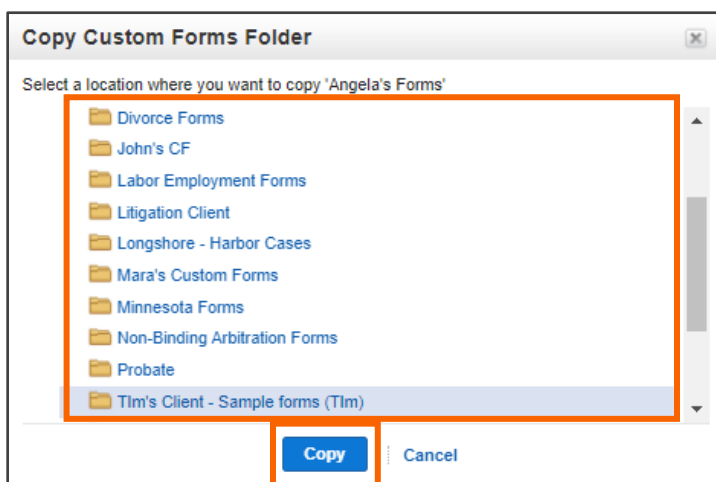 Copy Custom Forms Folder
Select a location where you want to copy 'Angela's Forms'
Divorce Forms
John's CF
Labor Employment Forms
Litigation Client
Longshore - Harbor Cases
Mara's Custom Forms
Minnesota Forms
Non-Binding Arbitration Forms
Probate
TIm's Client - Sample forms (TIm)
Copy Cancel